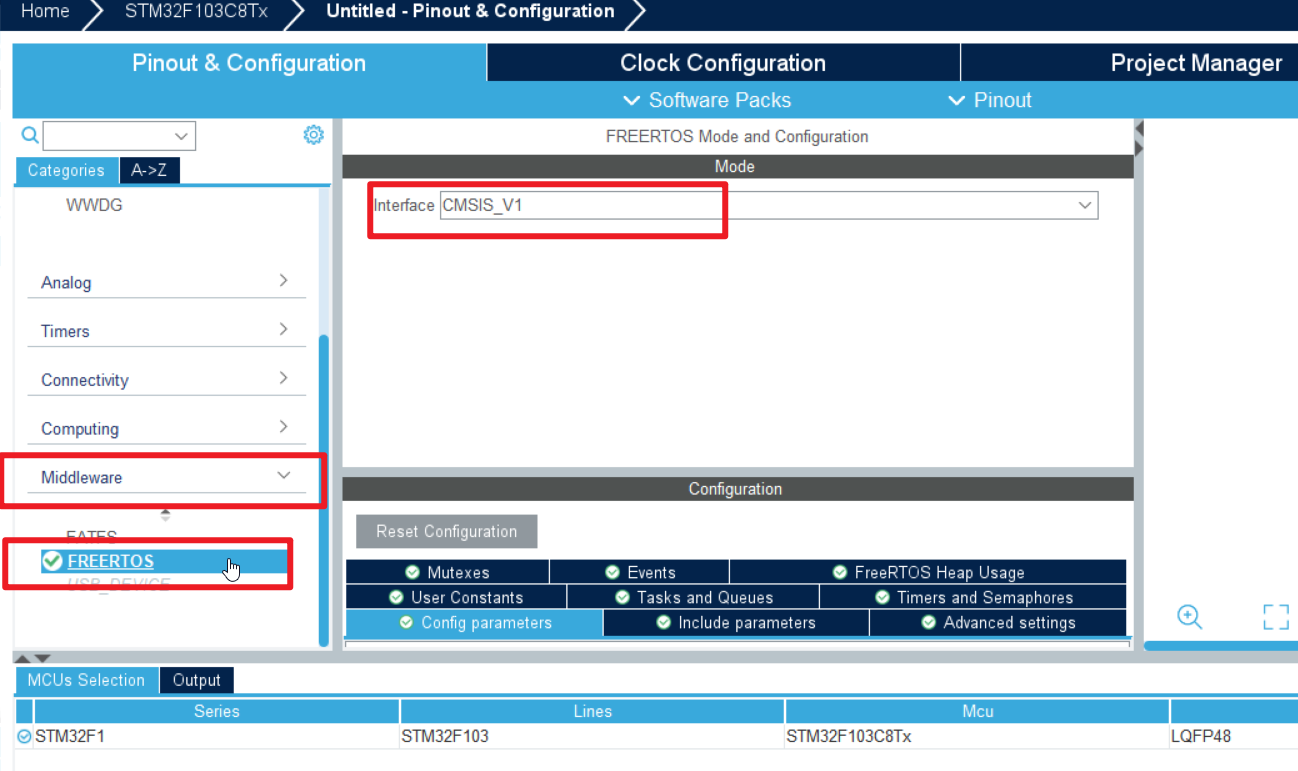 Home STM32F103C8Tx Untitled - Pinout & Configuration
Pinout & Configuration Clock Configuration Project Manager
Software Packs Pinout
FREERTOS Mode and Configuration
Categories A->Z
Mode
WWDG
Interface CMSIS_V1
Analog
Timers
Connectivity
Computing
Middleware
Configuration
Reset Configuration
FATFS
FREERTOS
USB_DEVICE
Mutexes Events FreeRTOS Heap Usage
User Constants Tasks and Queues Timers and Semaphores
Config parameters Include parameters Advanced settings
MCUs Selection Output
Series Lines Mcu
STM32F1 STM32F103 STM32F103C8Tx LQFP48